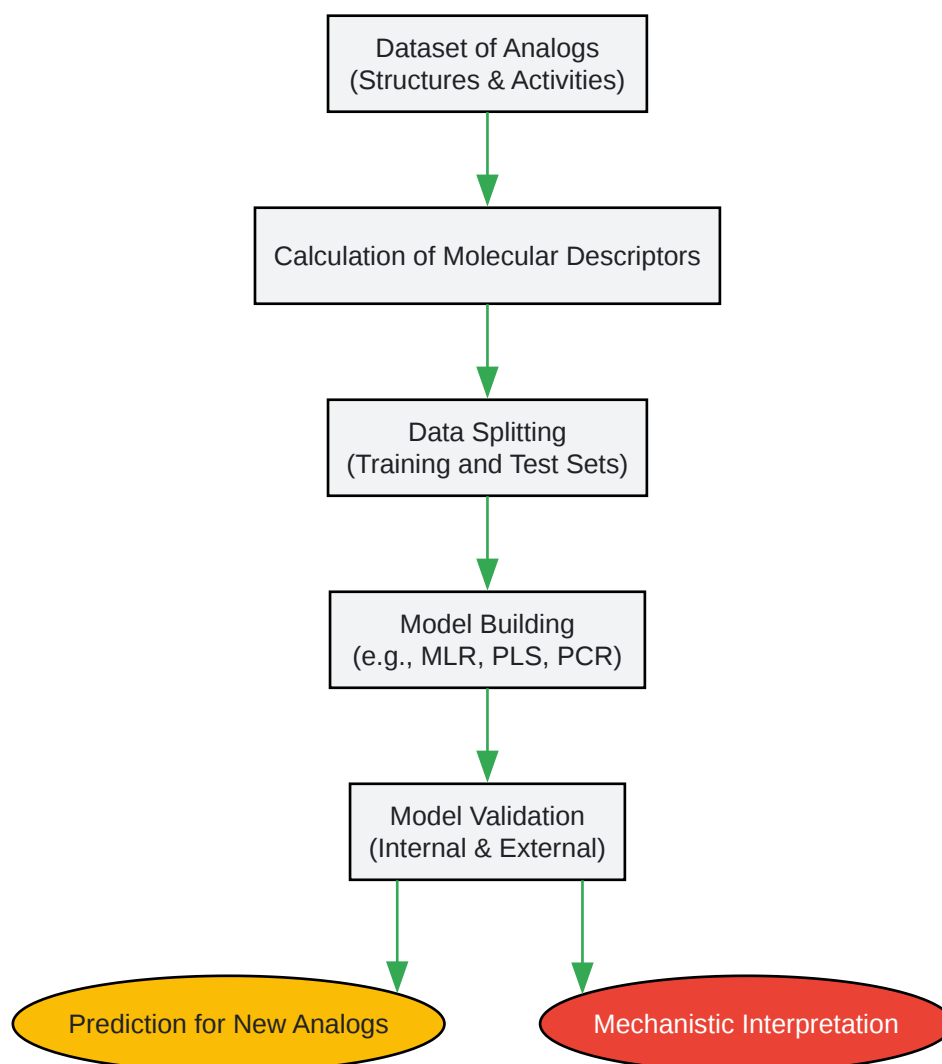 Dataset of Analogs
(Structures & Activities)
Calculation of Molecular Descriptors
Data Splitting
(Training and Test Sets)
Model Building
(e.g., MLR, PLS, PCR)
Model Validation
(Internal & External)
Prediction for New Analogs
Mechanistic Interpretation